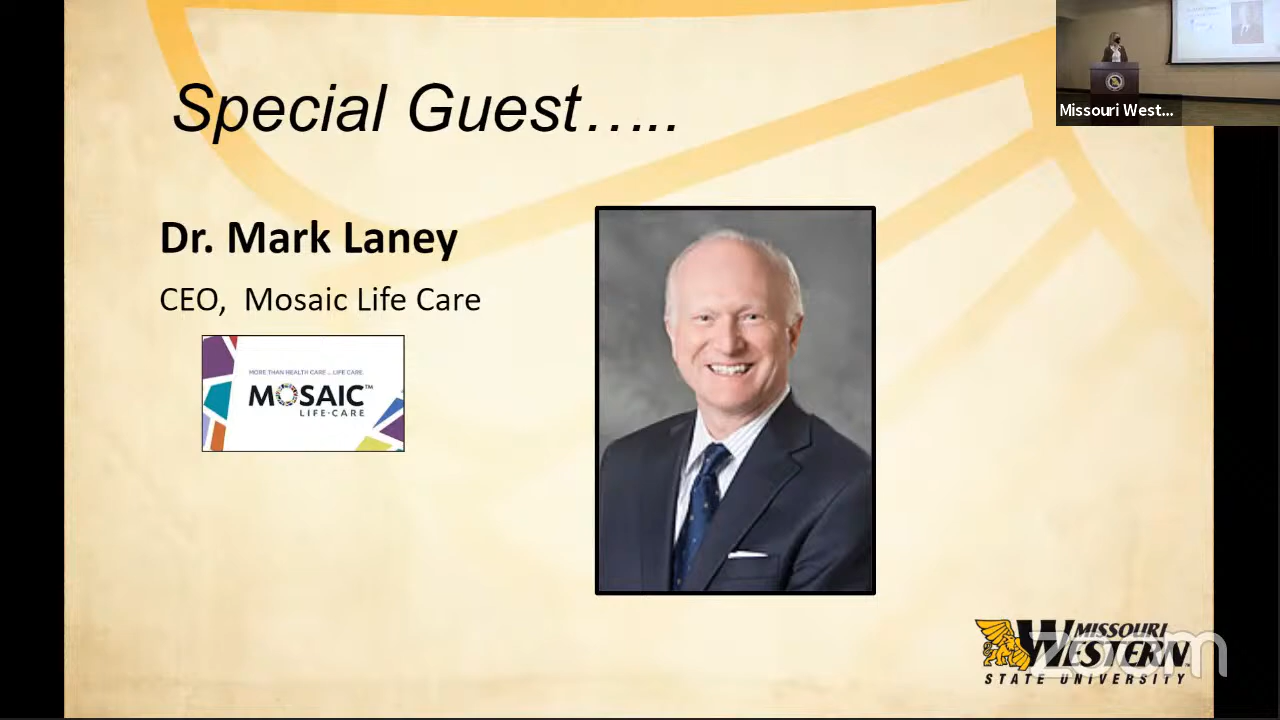 Special Guest…..
Missouri West...
Dr. Mark Laney
CEO,  Mosaic Life Care
MORE THAN HEALTH CARE ... LIFE CARE.
MOSAIC™
LIFE·CARE
MISSOURI
WESTERN
STATE UNIVERSITY
zoom